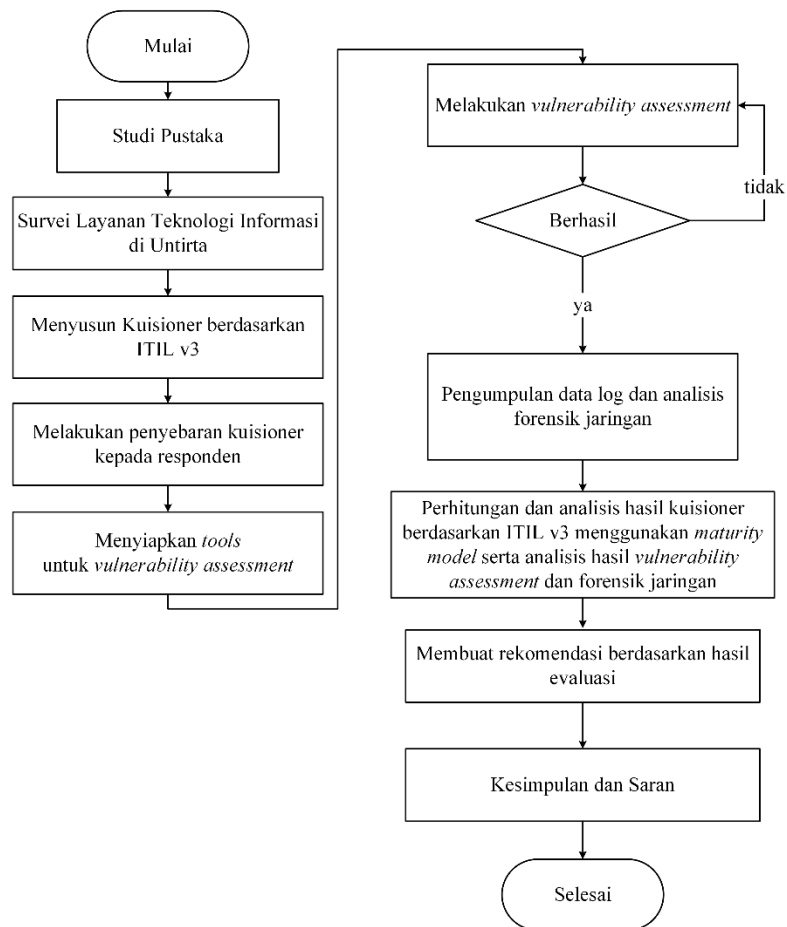 Mulai
Studi Pustaka
Survei Layanan Teknologi Informasi
di Untirta
Menyusun Kuisioner berdasarkan
ITIL v3
Melakukan penyebaran kuisioner
kepada responden
Menyiapkan tools
untuk vulnerability assessment
Melakukan vulnerability assessment
tidak
Berhasil
ya
Pengumpulan data log dan analisis
forensik jaringan
Perhitungan dan analisis hasil kuisioner
berdasarkan ITIL v3 menggunakan maturity
model serta analisis hasil vulnerability
assessment dan forensik jaringan
Membuat rekomendasi berdasarkan hasil
evaluasi
Kesimpulan dan Saran
Selesai